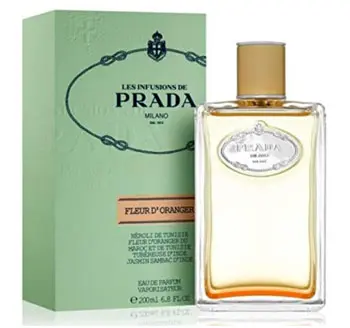 LES INFUSIONS DE
PRADA
MILANO
FLEUR D'ORANGER
NÉROLI DE TUNISIE
FLEUR D'ORANGER DU
MAROC ET DE TUNISIE
TUBÉREUSE D'INDE
JASMIN SAMBAC D'INDE
EAU DE PARFUM
VAPORISATEUR
℮ 200ml 6.8 FL.OZ.
PRADA
MILANO